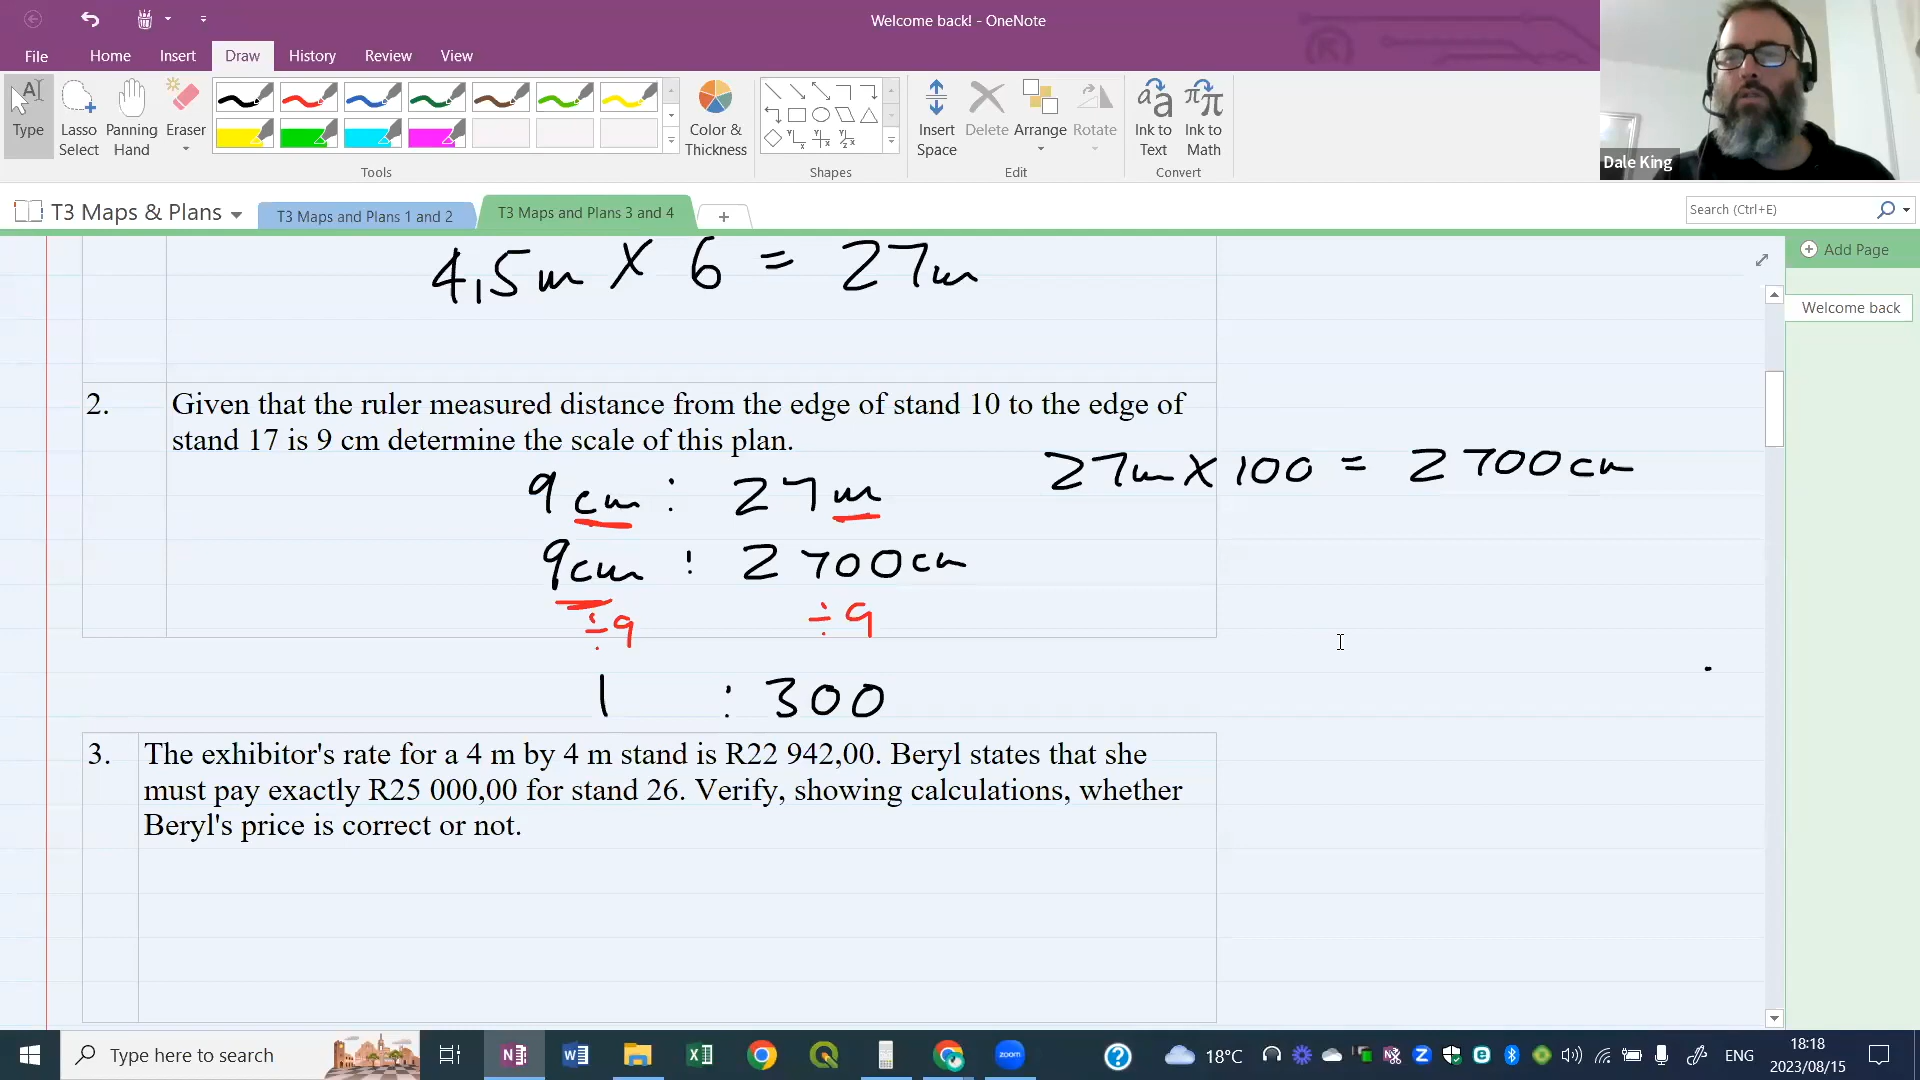 Welcome back! - OneNote
File Home Insert Draw History Review View
Type
Lasso Select
Panning Hand
Eraser
Color & Thickness
Insert Space
Delete
Arrange
Rotate
Ink to Text
Ink to Math
Tools
Shapes
Edit
Convert
Dale King
T3 Maps & Plans
T3 Maps and Plans 1 and 2
T3 Maps and Plans 3 and 4
Search (Ctrl+E)
Add Page
Welcome back
4,5m X 6 = 27m
2. Given that the ruler measured distance from the edge of stand 10 to the edge of
stand 17 is 9 cm determine the scale of this plan.
27m X 100 = 2700cm
9cm : 27m
9cm : 2700cm
÷9 ÷9
1 : 300
3. The exhibitor's rate for a 4 m by 4 m stand is R22 942,00. Beryl states that she
must pay exactly R25 000,00 for stand 26. Verify, showing calculations, whether
Beryl's price is correct or not.
Type here to search
zoom
18°C
ENG
18:18
2023/08/15